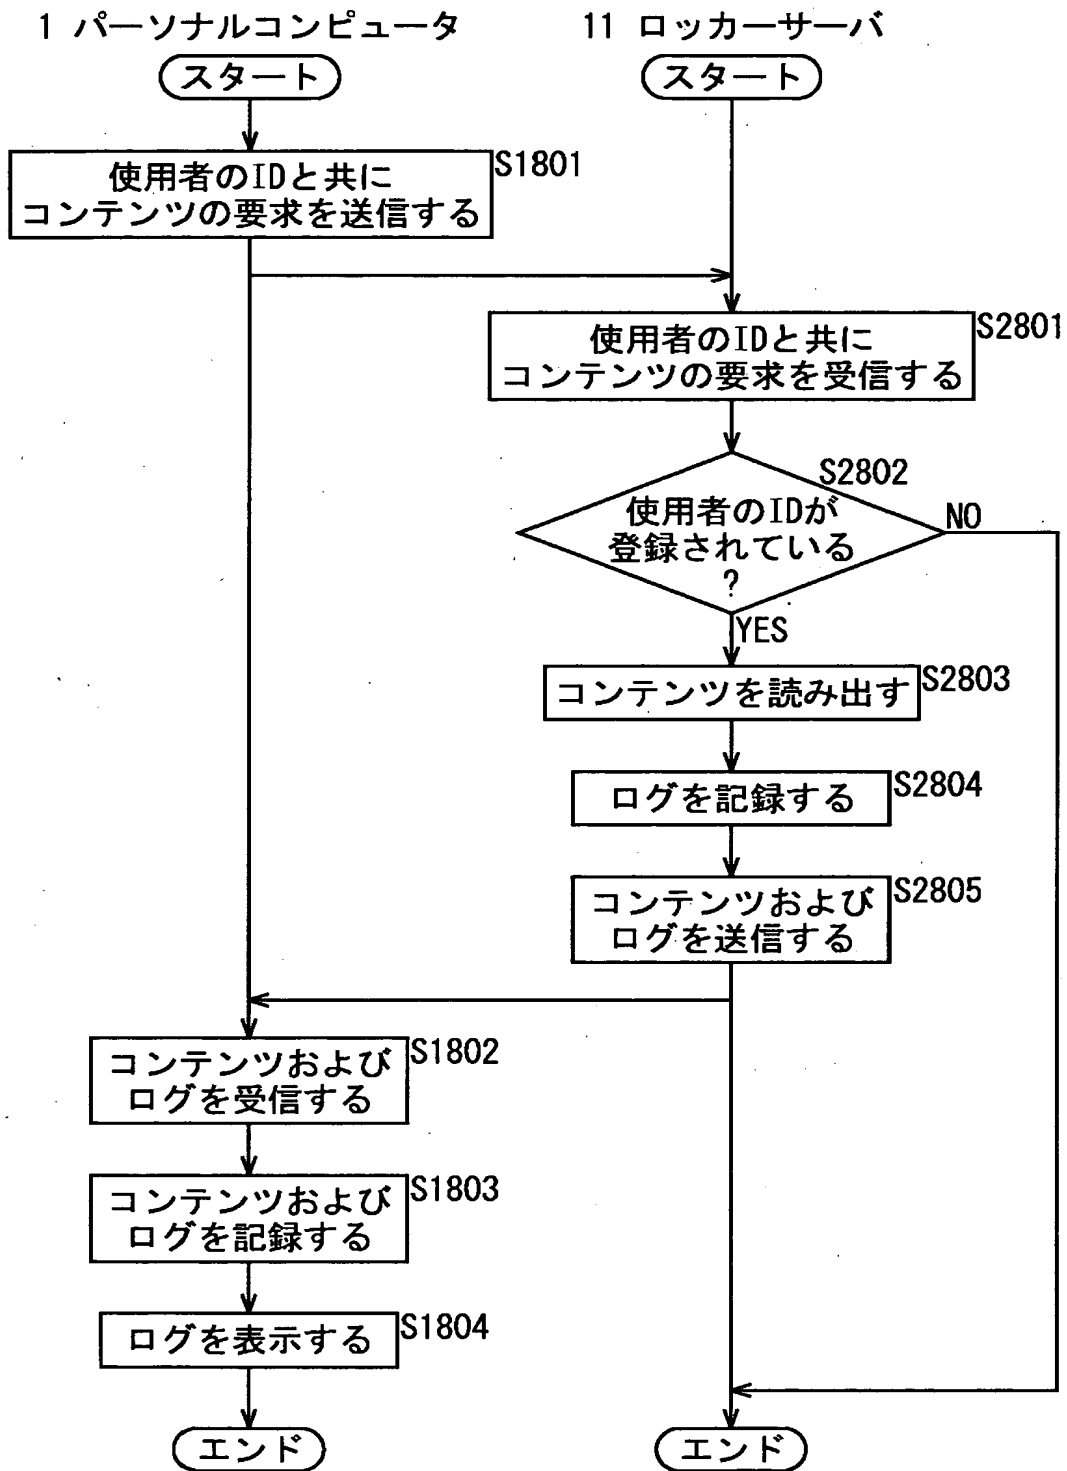 1 パーソナルコンピュータ
11 ロッカーサーバ
スタート
スタート
使用者のIDと共に
コンテンツの要求を送信する
S1801
使用者のIDと共に
コンテンツの要求を受信する
S2801
S2802
使用者のIDが
登録されている
?
NO
YES
コンテンツを読み出す
S2803
ログを記録する
S2804
コンテンツおよび
ログを送信する
S2805
コンテンツおよび
ログを受信する
S1802
コンテンツおよび
ログを記録する
S1803
ログを表示する
S1804
エンド
エンド